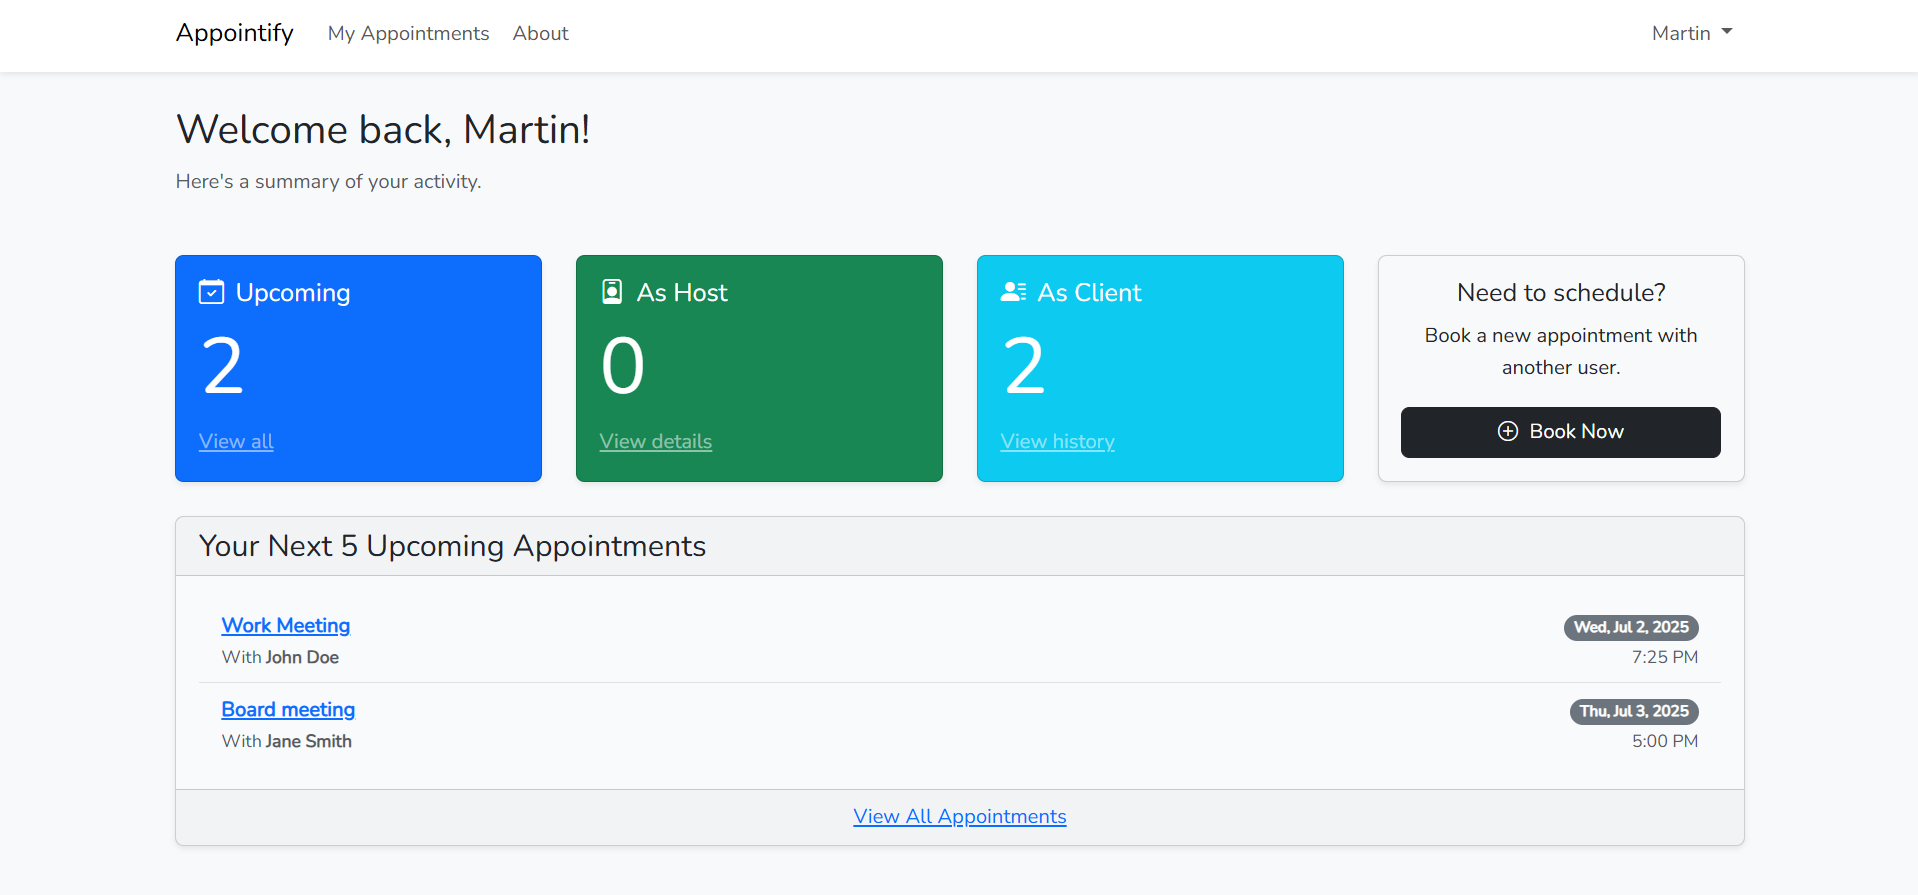 Appointify My Appointments About Martin
Welcome back, Martin!
Here's a summary of your activity.
Upcoming
2
View all
As Host
0
View details
As Client
2
View history
Need to schedule?
Book a new appointment with
another user.
Book Now
Your Next 5 Upcoming Appointments
Work Meeting
With John Doe
Wed, Jul 2, 2025
7:25 PM
Board meeting
With Jane Smith
Thu, Jul 3, 2025
5:00 PM
View All Appointments